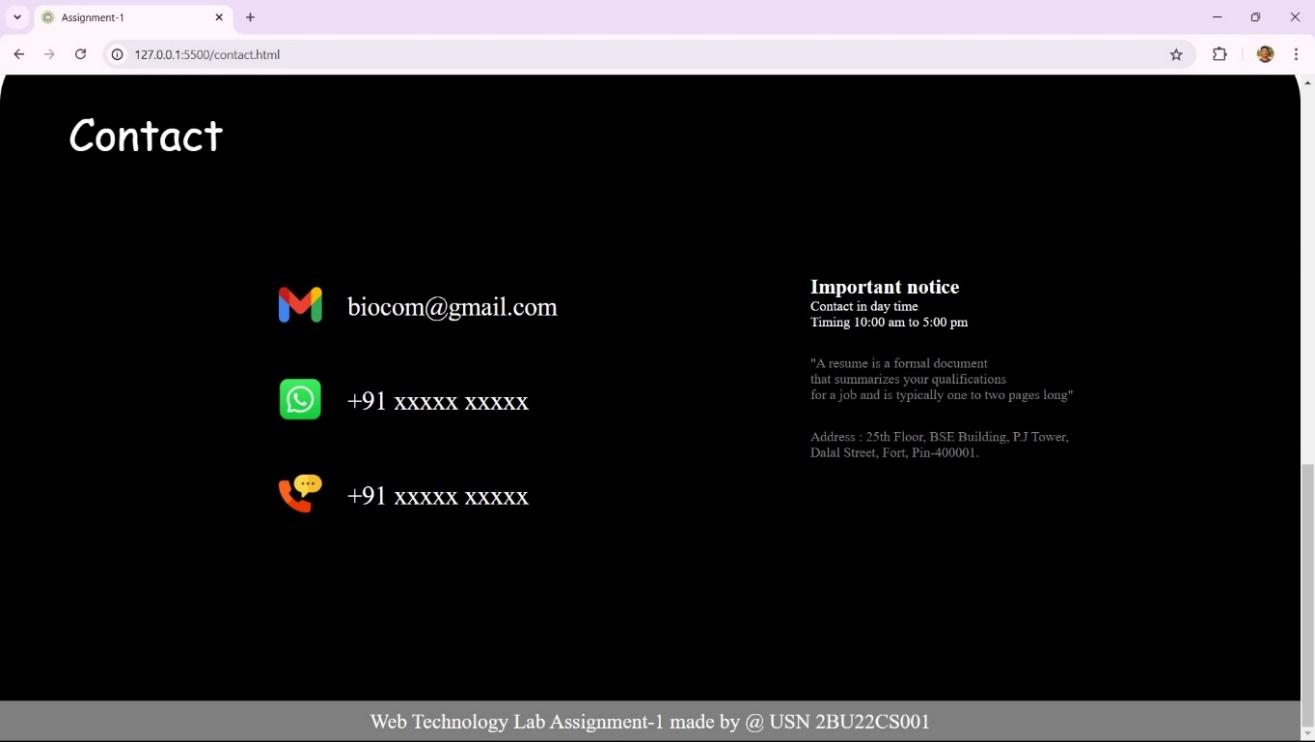 Assignment-1
127.0.0.1:5500/contact.html
Contact
biocom@gmail.com
+91 xxxxx xxxxx
+91 xxxxx xxxxx
Important notice
Contact in day time
Timing 10:00 am to 5:00 pm
"A resume is a formal document
that summarizes your qualifications
for a job and is typically one to two pages long"
Address : 25th Floor, BSE Building, P.J Tower,
Dalal Street, Fort, Pin-400001.
Web Technology Lab Assignment-1 made by @ USN 2BU22CS001